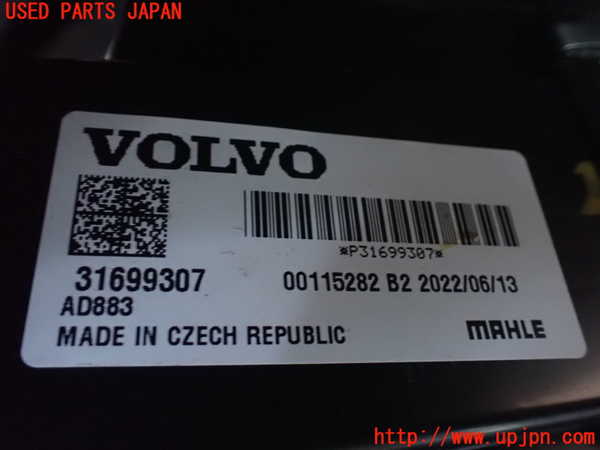 USED PARTS JAPAN
VOLVO
*P31699307*
31699307 00115282 B2 2022/06/13
AD883
MADE IN CZECH REPUBLIC MAHLE
http://www.upjpn.com/